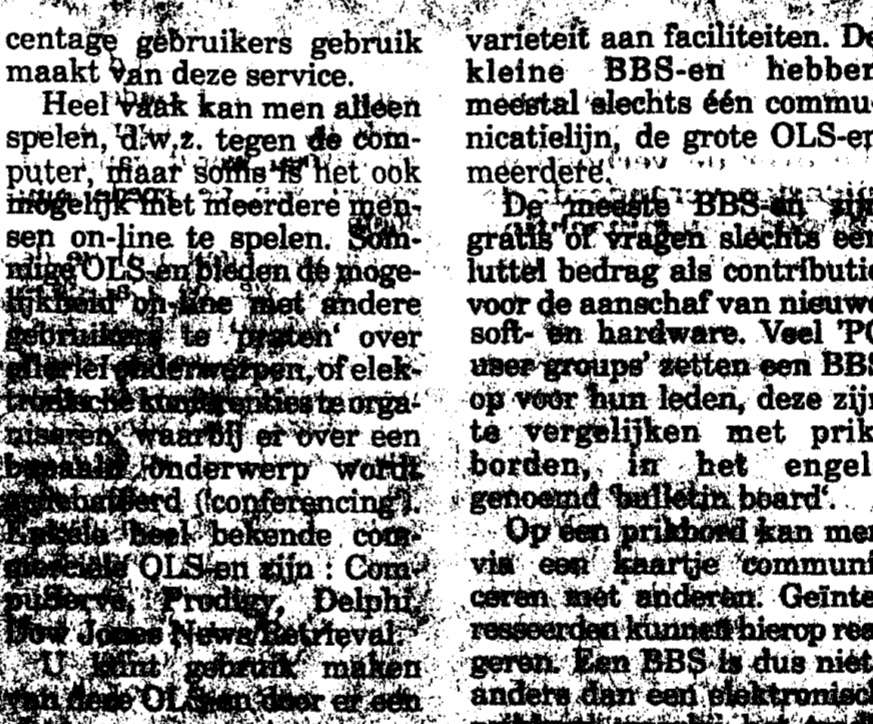 centage gebruikers gebruik
maakt van deze service.
Heel vaak kan men alleen
spelen, d.w.z. tegen de com-
puter, maar soms is het ook
mogelijk met meerdere men-
sen on-line te spelen. Som-
mige OLS-en bieden de moge-
lijkheid on-line met andere
gebruikers te 'praten' over
allerlei onderwerpen, of elek-
tronische konferenties te orga-
niseren, waarbij er over een
bepaald onderwerp wordt
gedebatteerd ('conferencing').
Enkele heel bekende com-
merciele OLS-en zijn : Com-
puServe, Prodigy, Delphi,
Dow Jones News/Retrieval.
U kunt gebruik maken
van deze OLS-en door er een
varieteit aan faciliteiten. De
kleine BBS-en hebben
meestal slechts één commu-
nicatielijn, de grote OLS-en
meerdere.
De meeste BBS-en zijn
gratis of vragen slechts een
luttel bedrag als contributie
voor de aanschaf van nieuwe
soft- en hardware. Veel 'PC
user groups' zetten een BBS
op voor hun leden, deze zijn
te vergelijken met prik
borden, in het engel
genoemd 'bulletin board'.
Op een prikbord kan men
via een kaartje communi
ceren met anderen. Geïnte
resseerden kunnen hierop rea
geren. Een BBS is dus niet
anders dan een elektronisch